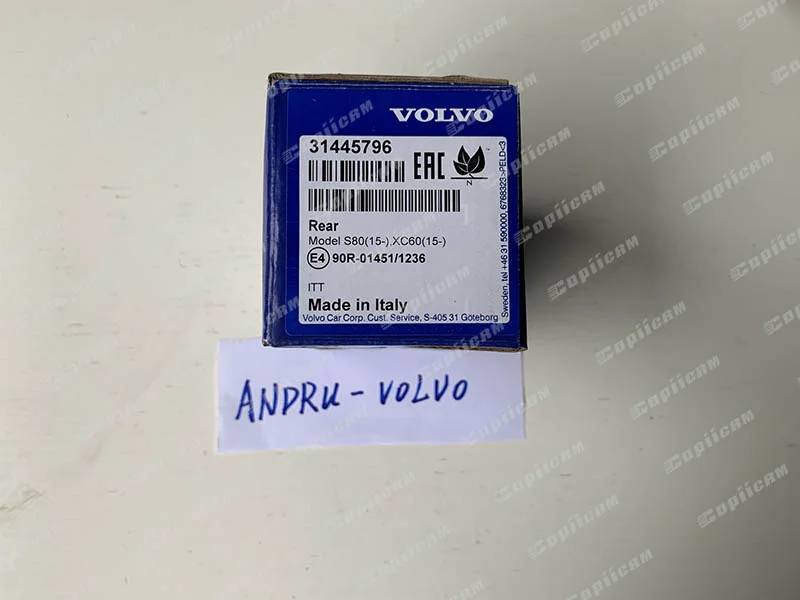 VOLVO
31445796
EAC
N
Rear
Model S80(15-),XC60(15-)
E4 90R-01451/1236
ITT
Made in Italy
Volvo Car Corp. Cust. Service, S-405 31 Göteborg
Sweden, tel +46 31 590000, 6768323 >PELD<3
ANDRU - VOLVO
Copiicam